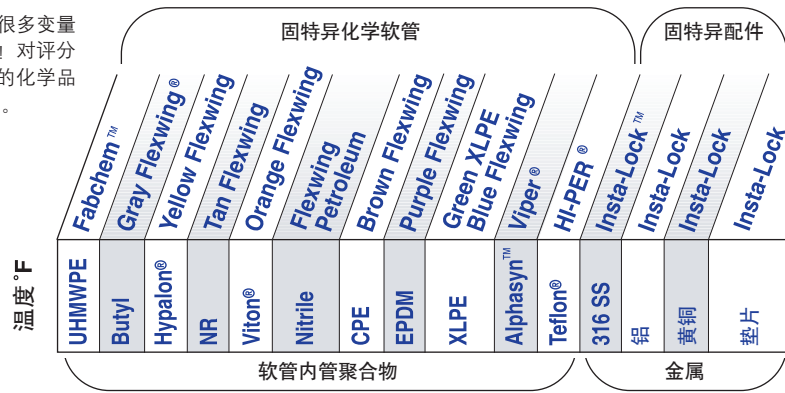 很多变量
！对评分
的化学品
。
固特异化学软管
固特异配件
Fabchem™
Gray Flexwing®
Yellow Flexwing
Tan Flexwing
Orange Flexwing
Flexwing
Petroleum
Brown Flexwing
Purple Flexwing
Green XLPE
Blue Flexwing
Viper®
HI-PER®
Insta-Lock™
Insta-Lock
Insta-Lock
Insta-Lock
温度 °F
UHMWPE
Butyl
Hypalon®
NR
Viton®
Nitrile
CPE
EPDM
XLPE
Alphasyn™
Teflon®
316 SS
铝
黄铜
垫片
软管内管聚合物
金属